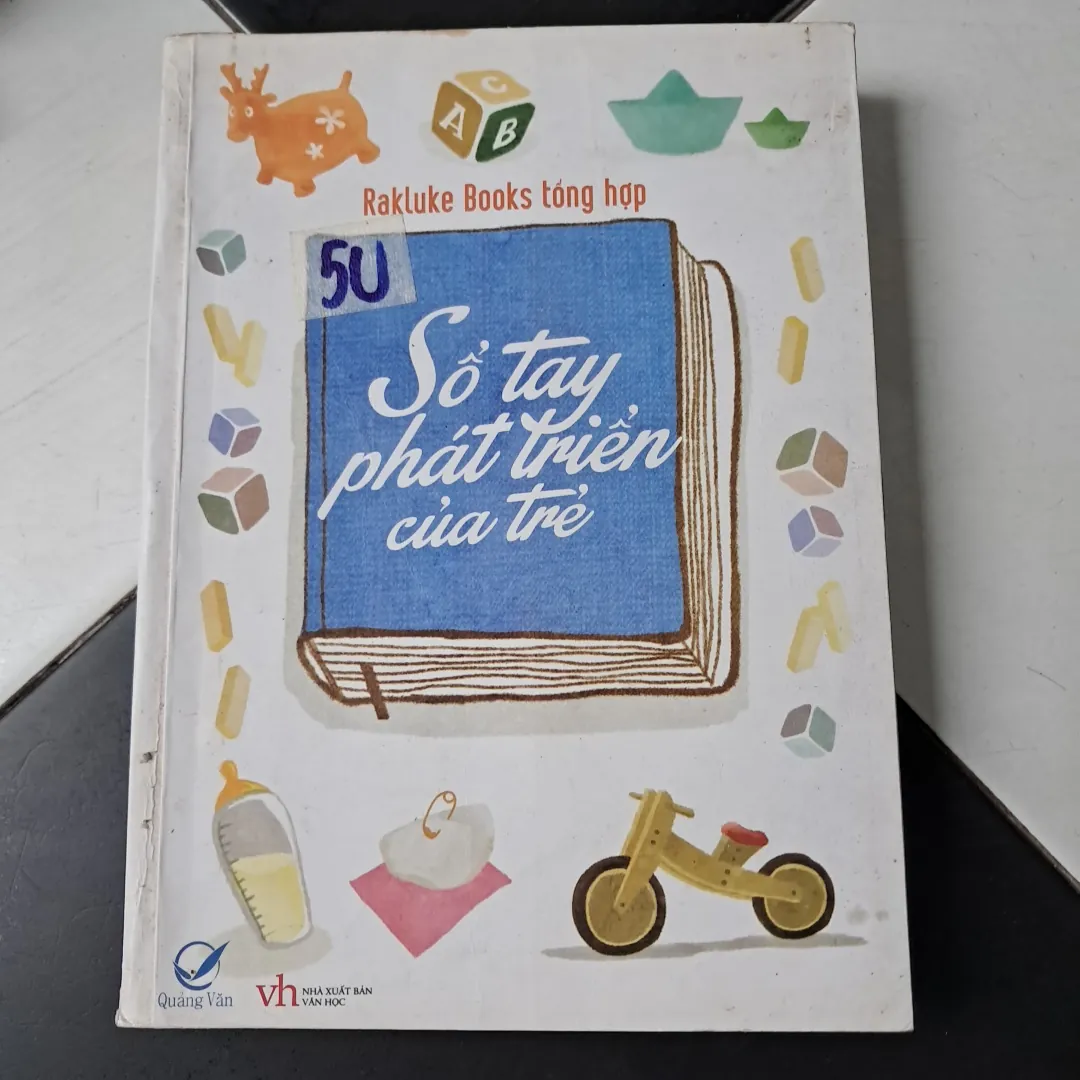 C
A B
Rakluke Books tổng hợp
5U
Sổ tay
phát triển
của trẻ
Quảng Văn
vh NHÀ XUẤT BẢN
VĂN HỌC